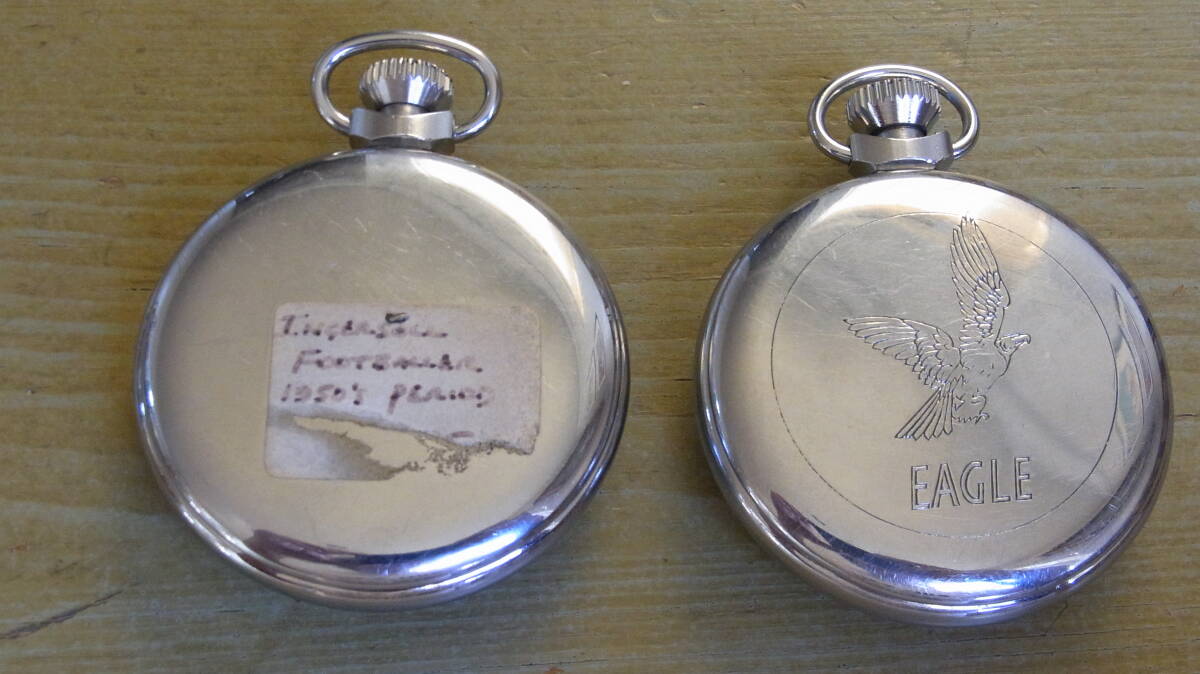 INGERSOLL
FOOTBALLER
1950's PERIOD
EAGLE